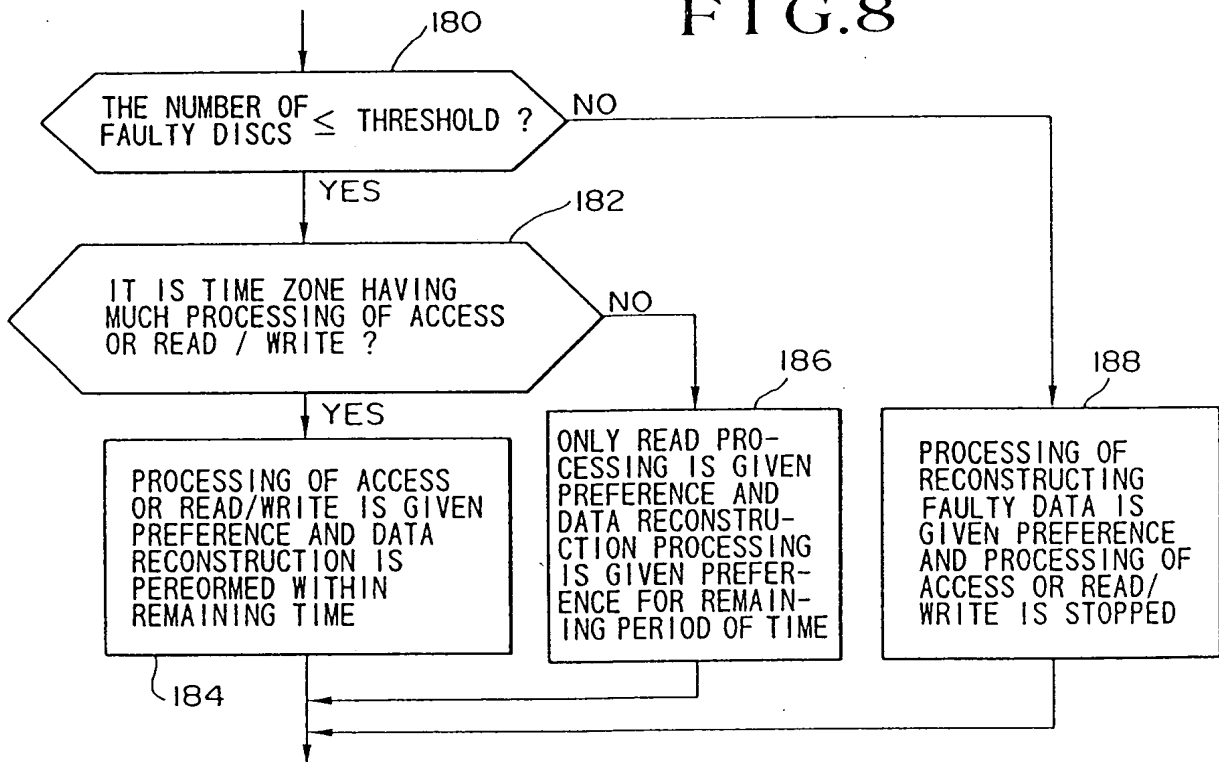 FIG.8
180
THE NUMBER OF
FAULTY DISCS ≤ THRESHOLD ?
NO
YES
182
IT IS TIME ZONE HAVING
MUCH PROCESSING OF ACCESS
OR READ / WRITE ?
NO
YES
184
PROCESSING OF ACCESS
OR READ/WRITE IS GIVEN
PREFERENCE AND DATA
RECONSTRUCTION IS
PEREORMED WITHIN
REMAINING TIME
186
ONLY READ PRO-
CESSING IS GIVEN
PREFERENCE AND
DATA RECONSTRU-
CTION PROCESSING
IS GIVEN PREFER-
ENCE FOR REMAIN-
ING PERIOD OF TIME
188
PROCESSING OF
RECONSTRUCTING
FAULTY DATA IS
GIVEN PREFERENCE
AND PROCESSING OF
ACCESS OR READ/
WRITE IS STOPPED